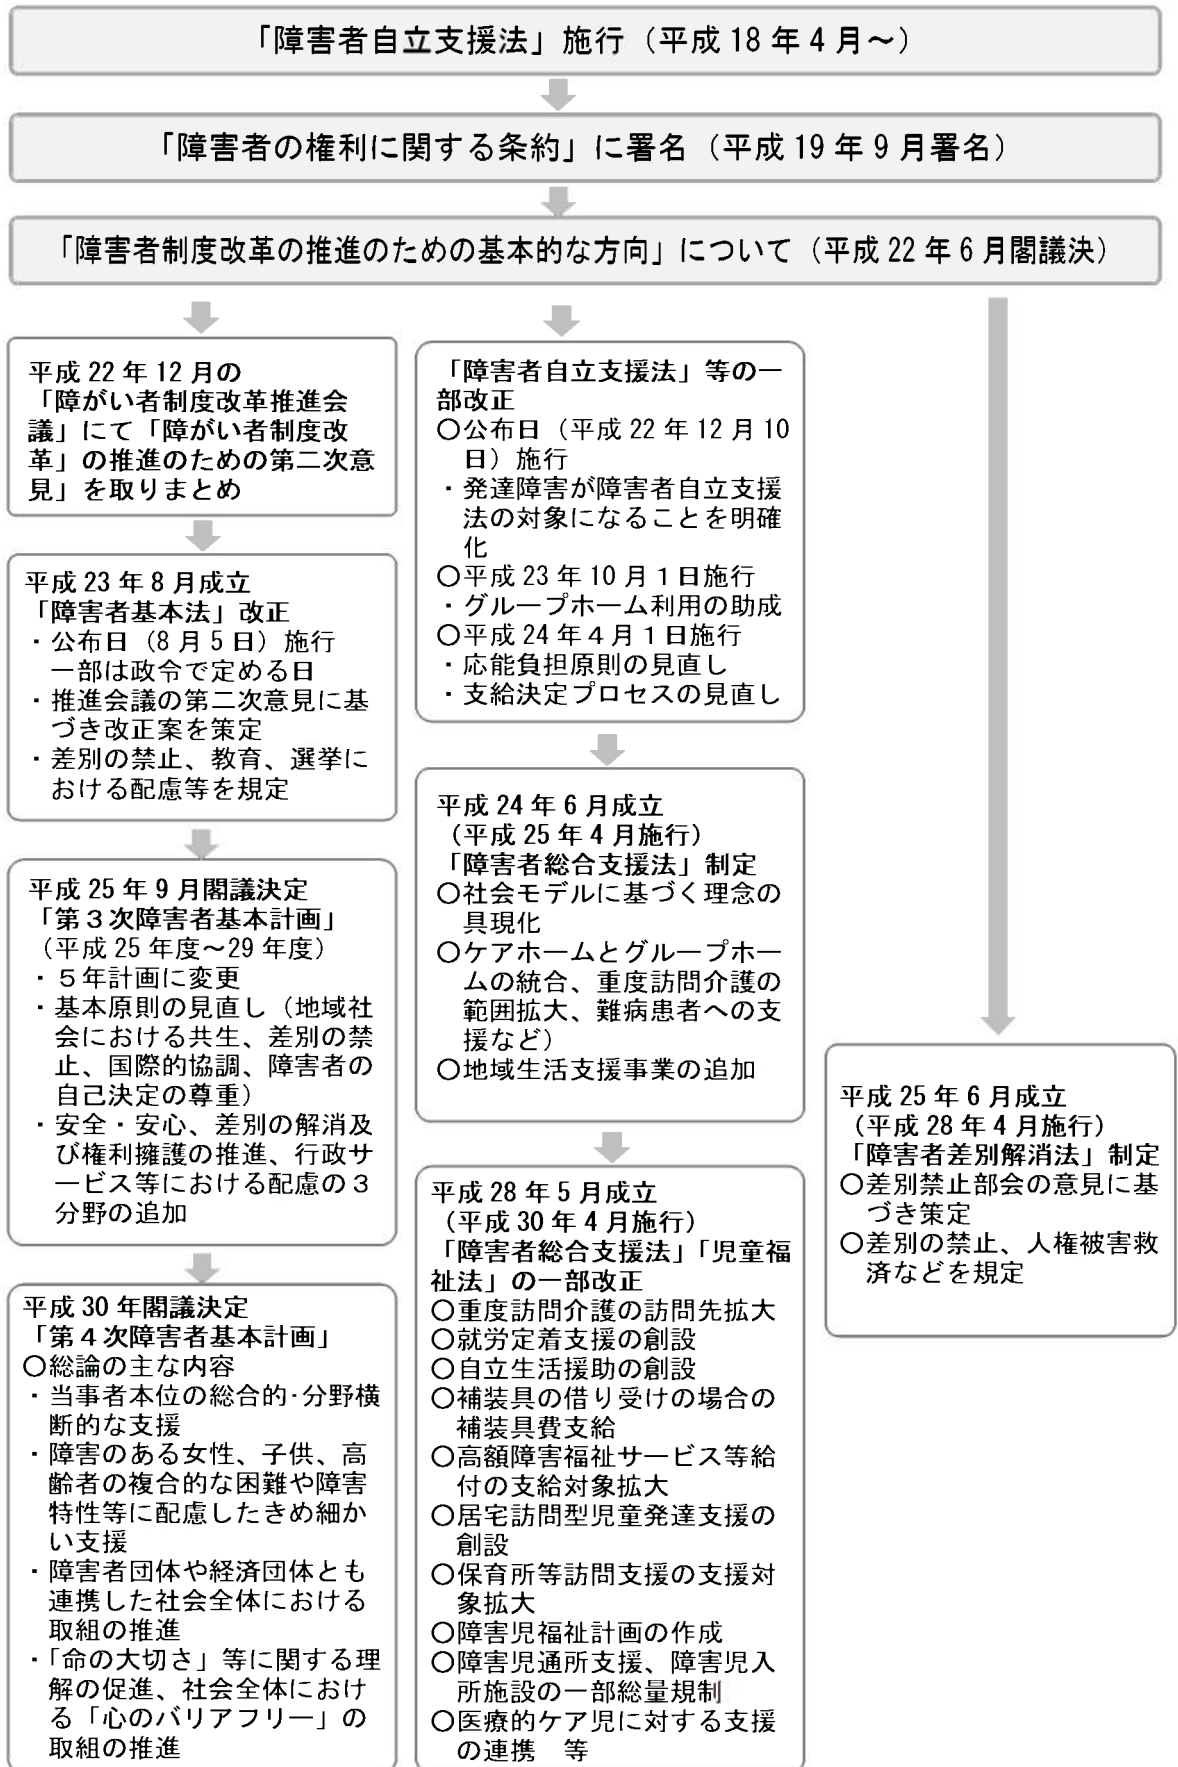 「障害者自立支援法」施行（平成 18 年 4 月～）
「障害者の権利に関する条約」に署名（平成 19 年 9 月署名）
「障害者制度改革の推進のための基本的な方向」について（平成 22 年 6 月閣議決）
平成 22 年 12 月の
「障がい者制度改革推進会
議」にて「障がい者制度改
革」の推進のための第二次意
見」を取りまとめ
平成 23 年 8 月成立
「障害者基本法」改正
・公布日（8 月 5 日）施行
一部は政令で定める日
・推進会議の第二次意見に基
づき改正案を策定
・差別の禁止、教育、選挙に
おける配慮等を規定
平成 25 年 9 月閣議決定
「第３次障害者基本計画」
（平成 25 年度～29 年度）
・５年計画に変更
・基本原則の見直し（地域社
会における共生、差別の禁
止、国際的協調、障害者の
自己決定の尊重）
・安全・安心、差別の解消及
び権利擁護の推進、行政サ
ービス等における配慮の３
分野の追加
平成 30 年閣議決定
「第４次障害者基本計画」
〇総論の主な内容
・当事者本位の総合的･分野横
断的な支援
・障害のある女性、子供、高
齢者の複合的な困難や障害
特性等に配慮したきめ細か
い支援
・障害者団体や経済団体とも
連携した社会全体における
取組の推進
・「命の大切さ」等に関する理
解の促進、社会全体におけ
る「心のバリアフリー」の
取組の推進
「障害者自立支援法」等の一
部改正
〇公布日（平成 22 年 12 月 10
日）施行
・発達障害が障害者自立支援
法の対象になることを明確
化
〇平成 23 年 10 月 1 日施行
・グループホーム利用の助成
〇平成 24 年 4 月 1 日施行
・応能負担原則の見直し
・支給決定プロセスの見直し
平成 24 年 6 月成立
（平成 25 年 4 月施行）
「障害者総合支援法」制定
〇社会モデルに基づく理念の
具現化
〇ケアホームとグループホー
ムの統合、重度訪問介護の
範囲拡大、難病患者への支
援など）
〇地域生活支援事業の追加
平成 28 年 5 月成立
（平成 30 年 4 月施行）
「障害者総合支援法」「児童福
祉法」の一部改正
〇重度訪問介護の訪問先拡大
〇就労定着支援の創設
〇自立生活援助の創設
〇補装具の借り受けの場合の
補装具費支給
〇高額障害福祉サービス等給
付の支給対象拡大
〇居宅訪問型児童発達支援の
創設
〇保育所等訪問支援の支援対
象拡大
〇障害児福祉計画の作成
〇障害児通所支援、障害児入
所施設の一部総量規制
〇医療的ケア児に対する支援
の連携　等
平成 25 年 6 月成立
（平成 28 年 4 月施行）
「障害者差別解消法」制定
〇差別禁止部会の意見に基
づき策定
〇差別の禁止、人権被害救
済などを規定